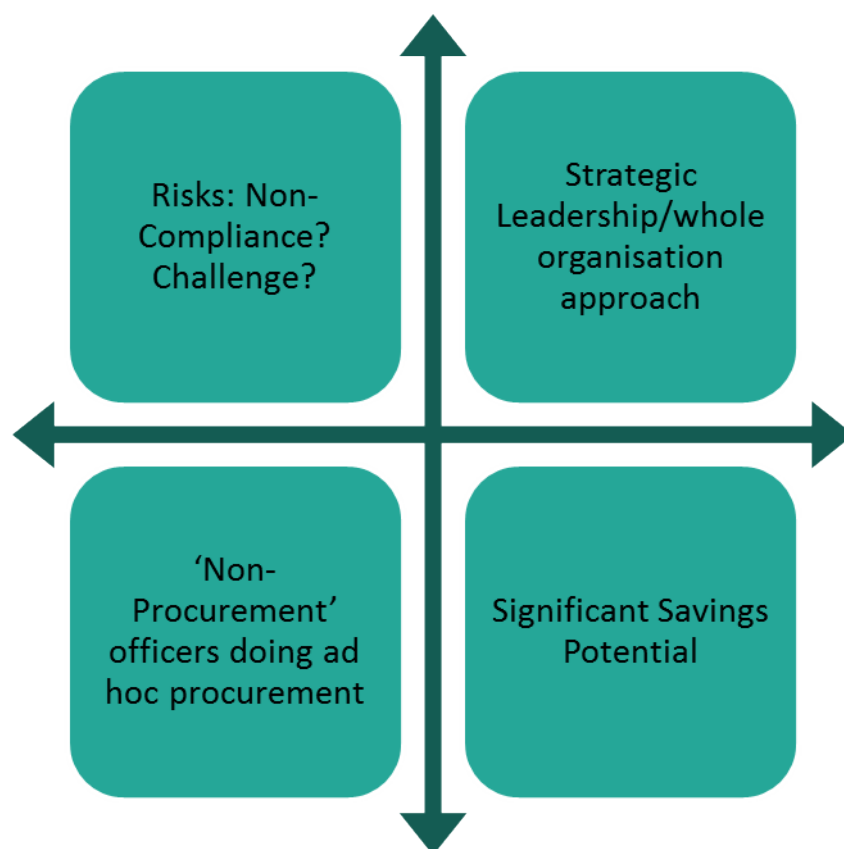 Risks: Non-
Compliance?
Challenge?
Strategic
Leadership/whole
organisation
approach
‘Non-
Procurement’
officers doing ad
hoc procurement
Significant Savings
Potential